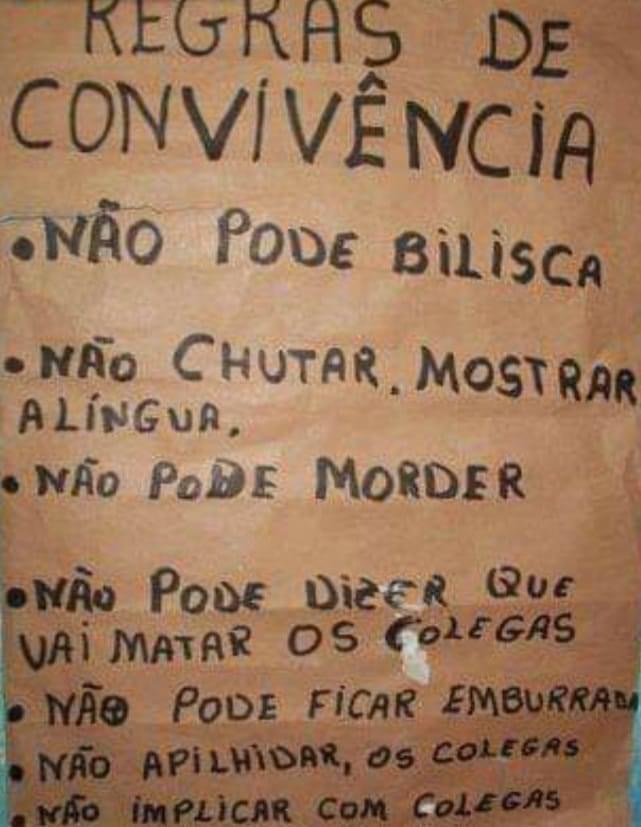 REGRAS DE
CONVIVÊNCIA
• NÃO PODE BILISCA
• NÃO CHUTAR. MOSTRAR
A LÍNGUA.
• NÃO PODE MORDER
• NÃO PODE DIZER QUE
VAI MATAR OS COLEGAS
• NÃO PODE FICAR EMBURRADA
• NÃO APILHIDAR, OS COLEGAS
• NÃO IMPLICAR COM COLEGAS